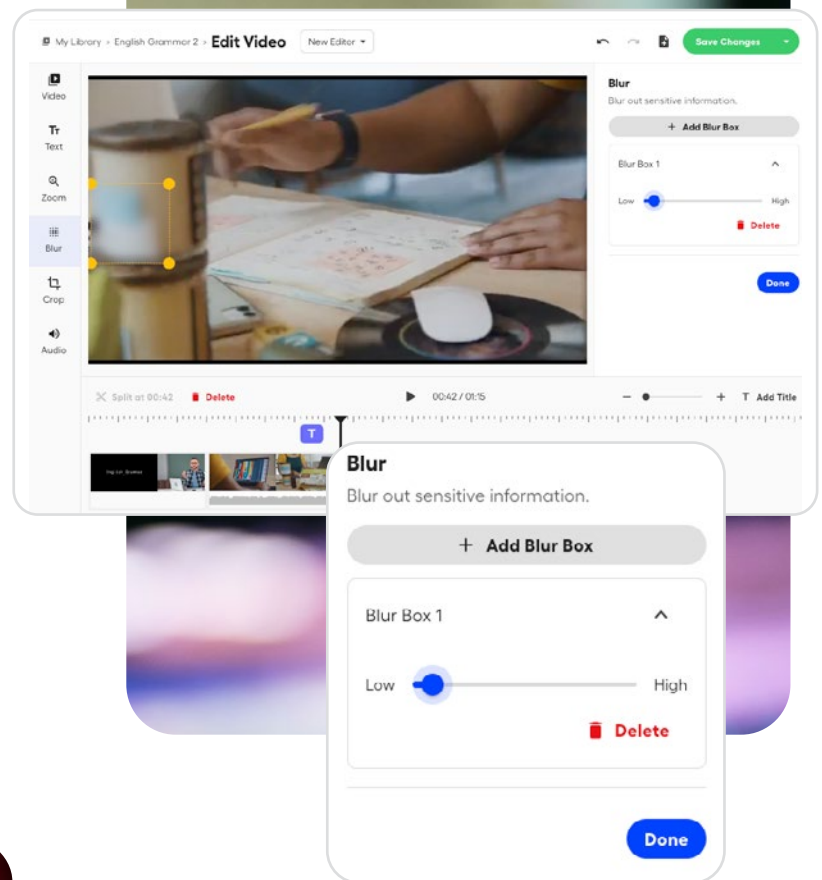 My Library > English Grammar 2 > Edit Video New Editor
Save Changes
Video
Text
Zoom
Blur
Crop
Audio
Blur
Blur out sensitive information.
+ Add Blur Box
Blur Box 1
Low High
Delete
Done
Split at 00:42 Delete 00:42 / 01:15 − + T Add Title
T
Blur
Blur out sensitive information.
+ Add Blur Box
Blur Box 1
Low High
Delete
Done